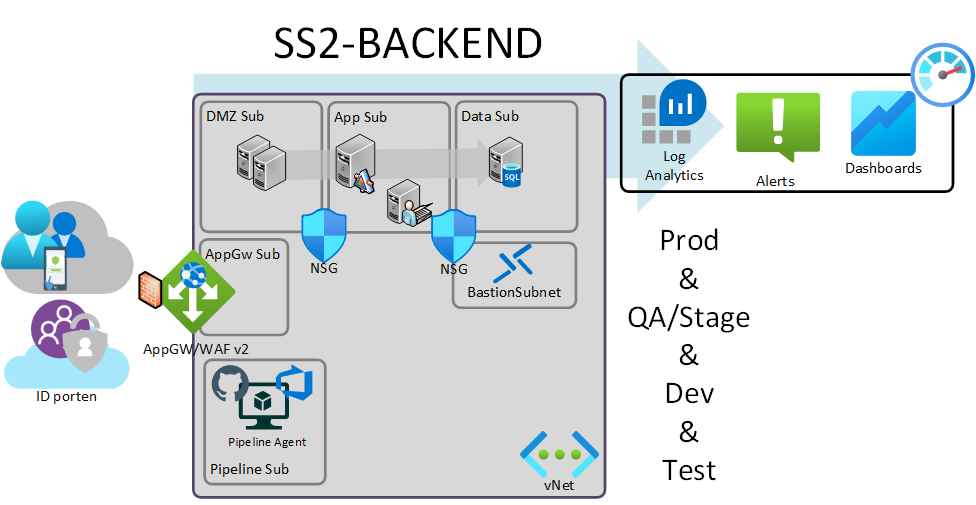 SS2-BACKEND
DMZ Sub
App Sub
Data Sub
SQL
NSG
NSG
AppGw Sub
BastionSubnet
AppGW/WAF v2
ID porten
Pipeline Agent
Pipeline Sub
vNet
Log
Analytics
Alerts
Dashboards
Prod
&
QA/Stage
&
Dev
&
Test